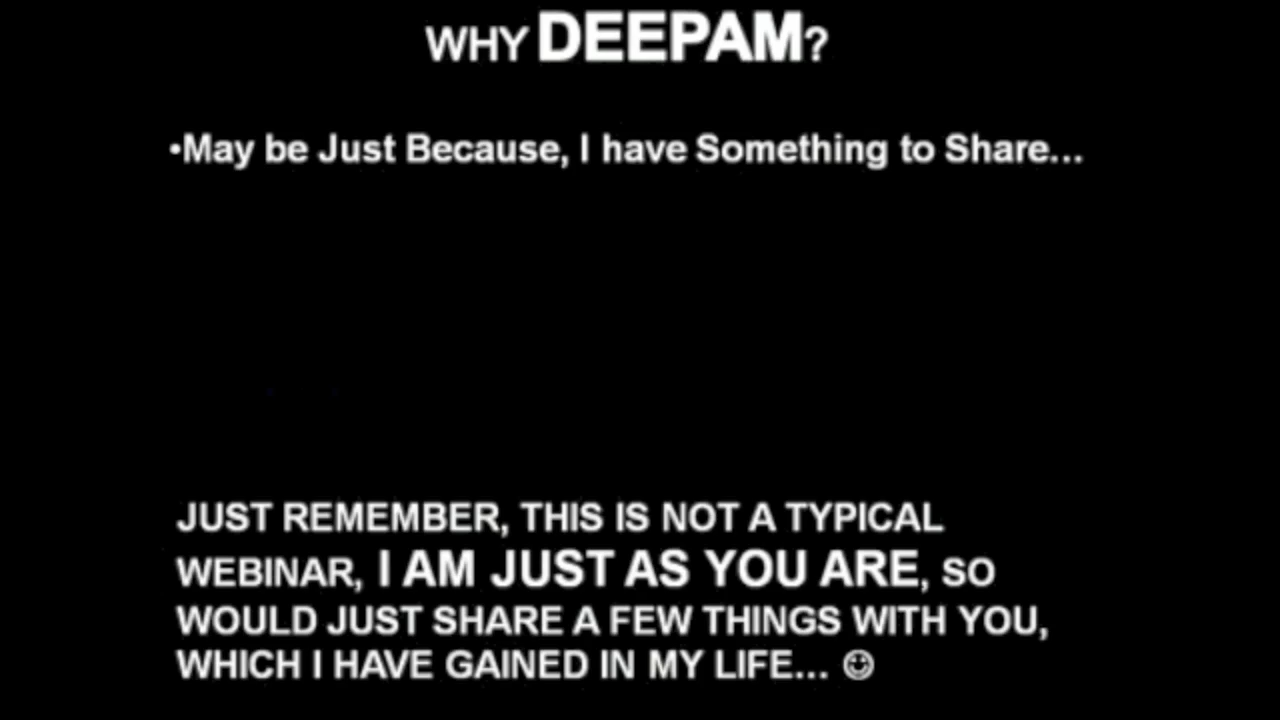 WHY DEEPAM?
•May be Just Because, I have Something to Share...
JUST REMEMBER, THIS IS NOT A TYPICAL
WEBINAR, I AM JUST AS YOU ARE, SO
WOULD JUST SHARE A FEW THINGS WITH YOU,
WHICH I HAVE GAINED IN MY LIFE... ☺